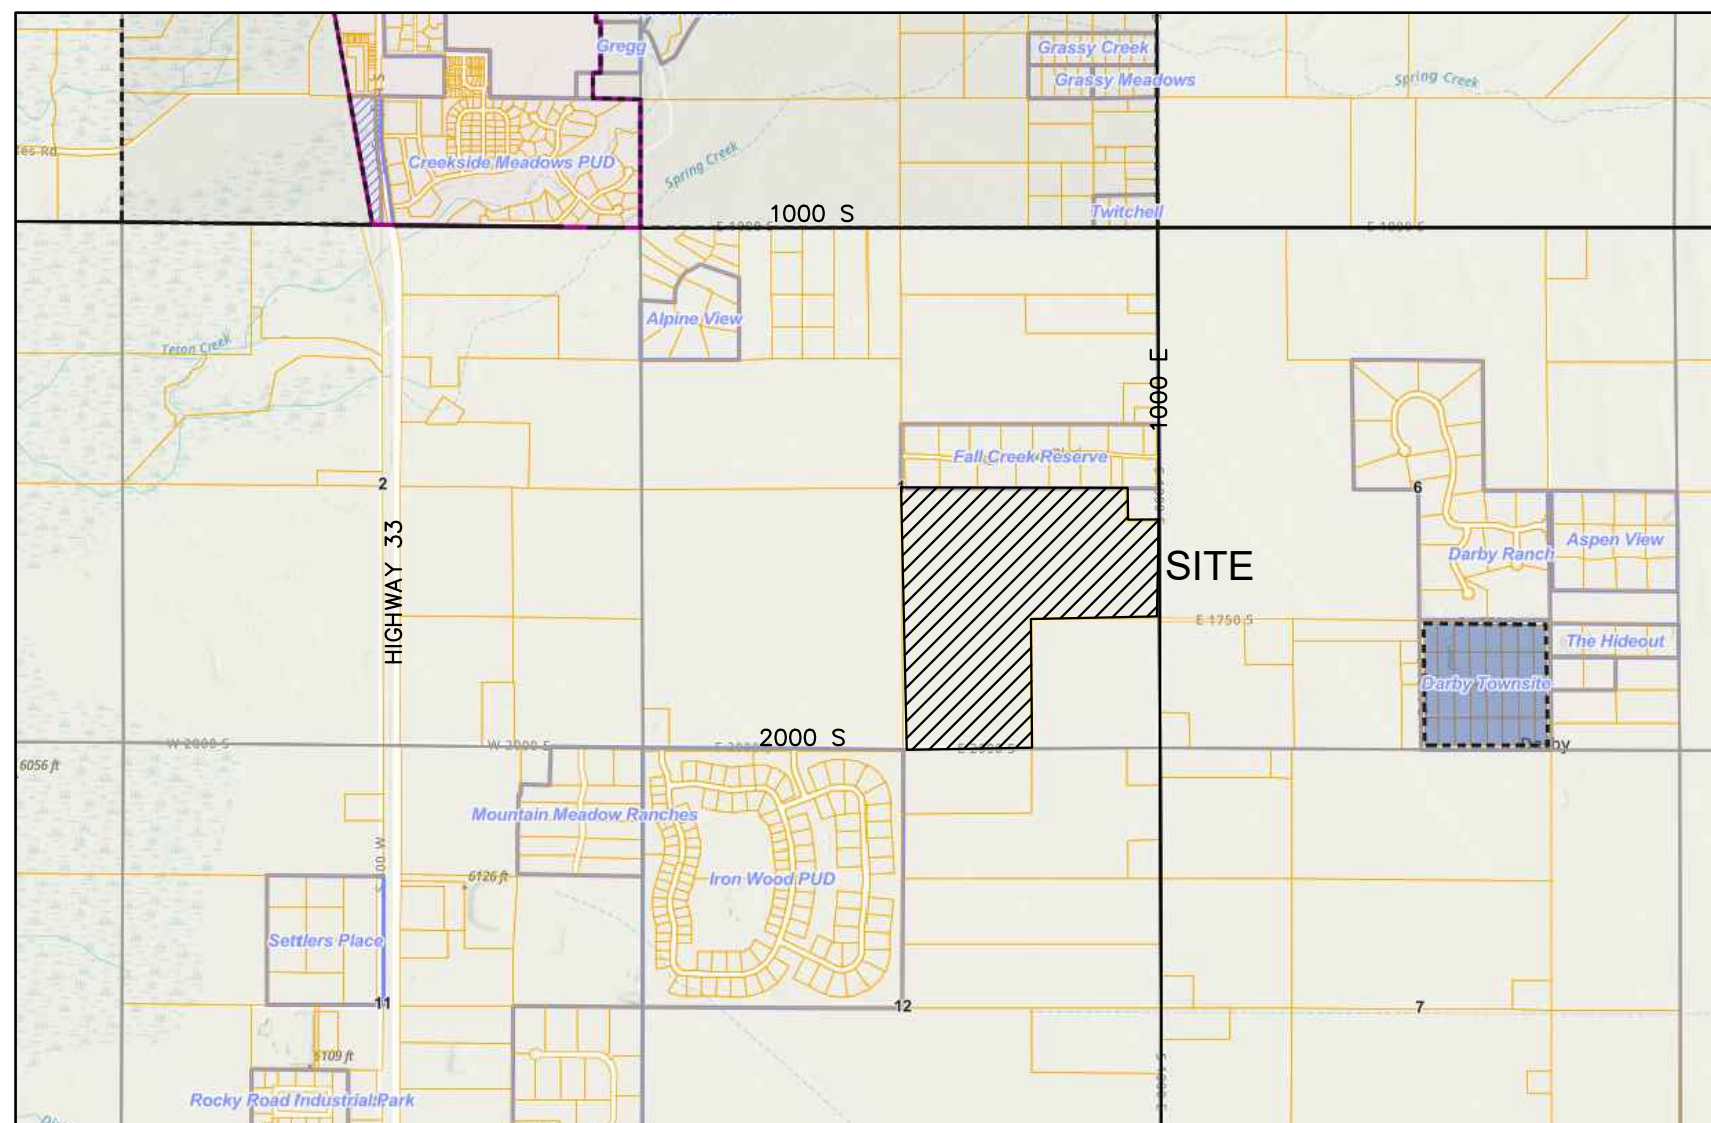 Gregg
Grassy Creek
Grassy Meadows
Spring Creek
Creekside Meadows PUD
Spring Creek
1000 S
Twitchell
Alpine View
Teton Creek
1000 E
Fall Creek Reserve
2
1
6
HIGHWAY 33
SITE
Darby Ranch
Aspen View
E 1750 S
The Hideout
Darby Townsite
W 2000 S
W 2000 S
2000 S
6056 ft
Mountain Meadow Ranches
Iron Wood PUD
6126 ft
Settlers Place
11
12
7
6109 ft
Rocky Road Industrial Park